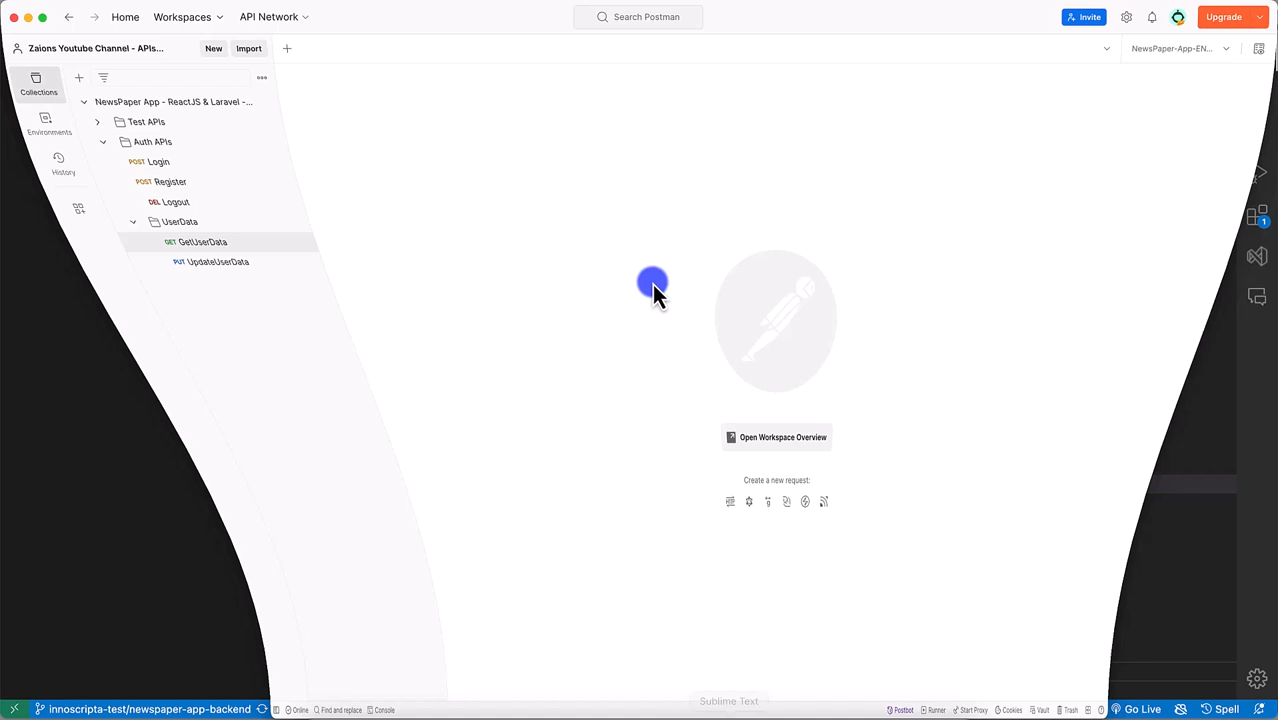 Home Workspaces API Network Search Postman Invite Upgrade
Zaions Youtube Channel - APIs... New Import NewsPaper-App-EN...
Collections
Environments
History
NewsPaper App - ReactJS & Laravel -...
Test APIs
Auth APIs
POST Login
POST Register
DEL Logout
UserData
GET GetUserData
PUT UpdateUserData
1
Open Workspace Overview
Create a new request:
Sublime Text
innoscripta-test/newspaper-app-backend Online Find and replace Console Postbot Runner Start Proxy Cookies Vault Trash Go Live Spell